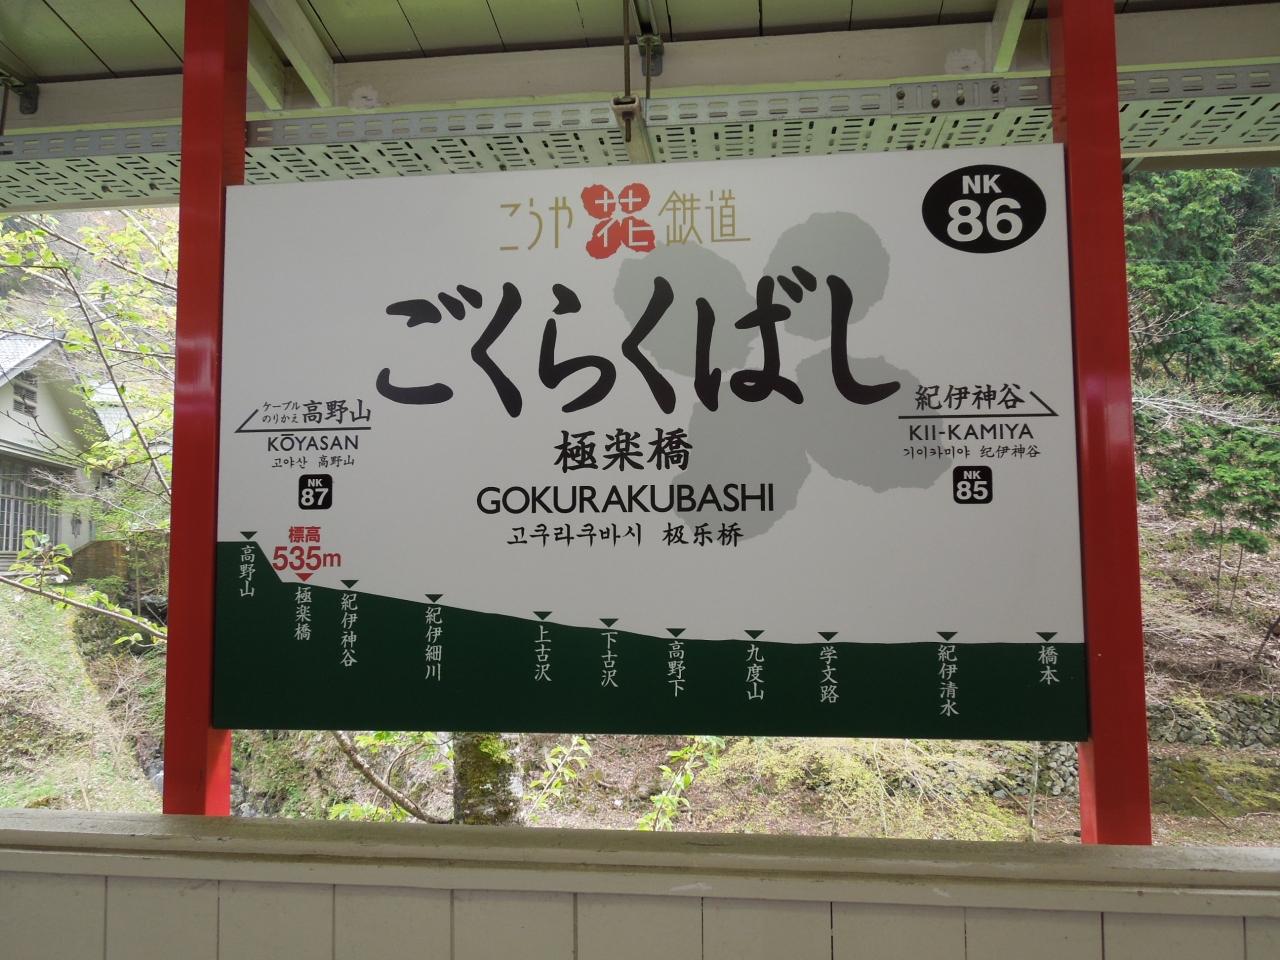 こうや花鉄道
NK
86
ごくらくばし
極楽橋
GOKURAKUBASHI
고쿠라쿠바시 极乐桥
ケーブル
のりかえ 高野山
KŌYASAN
고야산 高野山
NK
87
紀伊神谷
KII-KAMIYA
기이카미야 纪伊神谷
NK
85
標高
535m
高野山
極楽橋
紀伊神谷
紀伊細川
上古沢
下古沢
高野下
九度山
学文路
紀伊清水
橋本